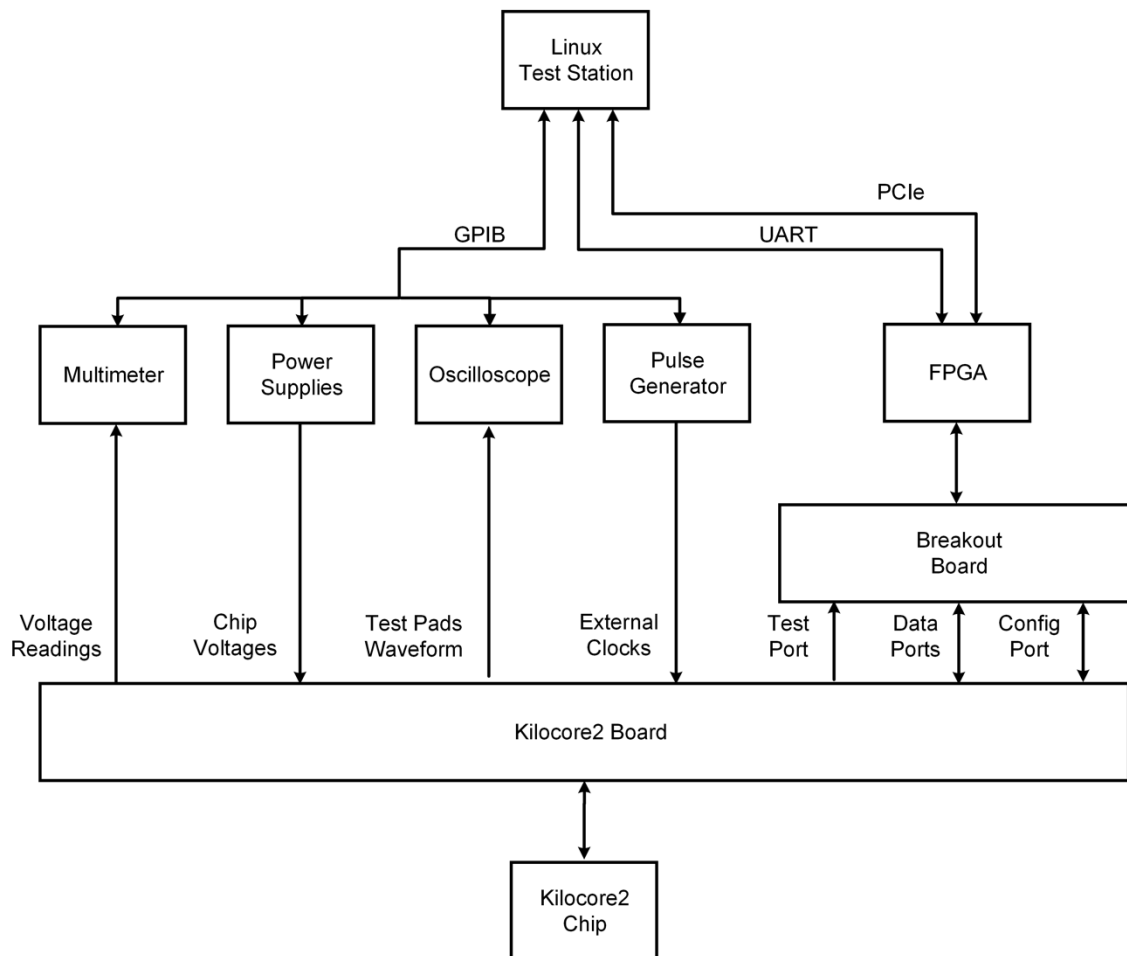 Linux
Test Station
PCIe
GPIB
UART
Multimeter
Power
Supplies
Oscilloscope
Pulse
Generator
FPGA
Breakout
Board
Voltage
Readings
Chip
Voltages
Test Pads
Waveform
External
Clocks
Test
Port
Data
Ports
Config
Port
Kilocore2 Board
Kilocore2
Chip